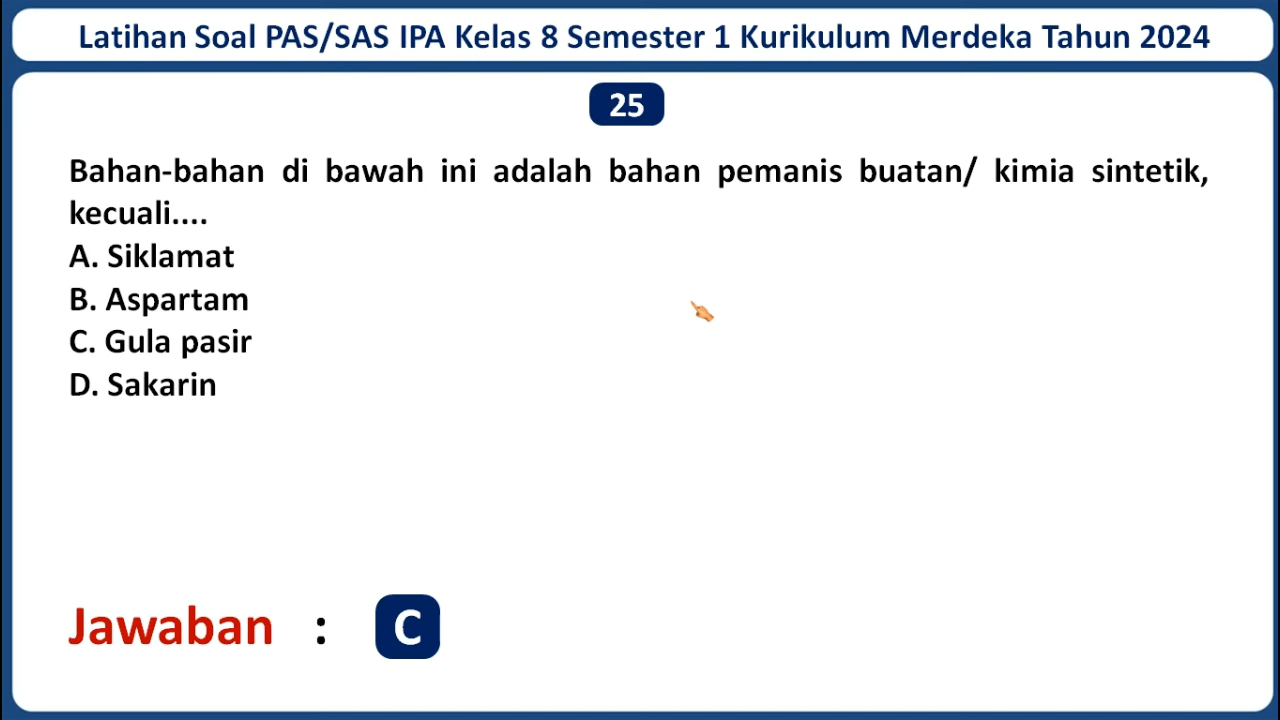 Latihan Soal PAS/SAS IPA Kelas 8 Semester 1 Kurikulum Merdeka Tahun 2024
25
Bahan-bahan di bawah ini adalah bahan pemanis buatan/ kimia sintetik,
kecuali....
A. Siklamat
B. Aspartam
C. Gula pasir
D. Sakarin
Jawaban : C